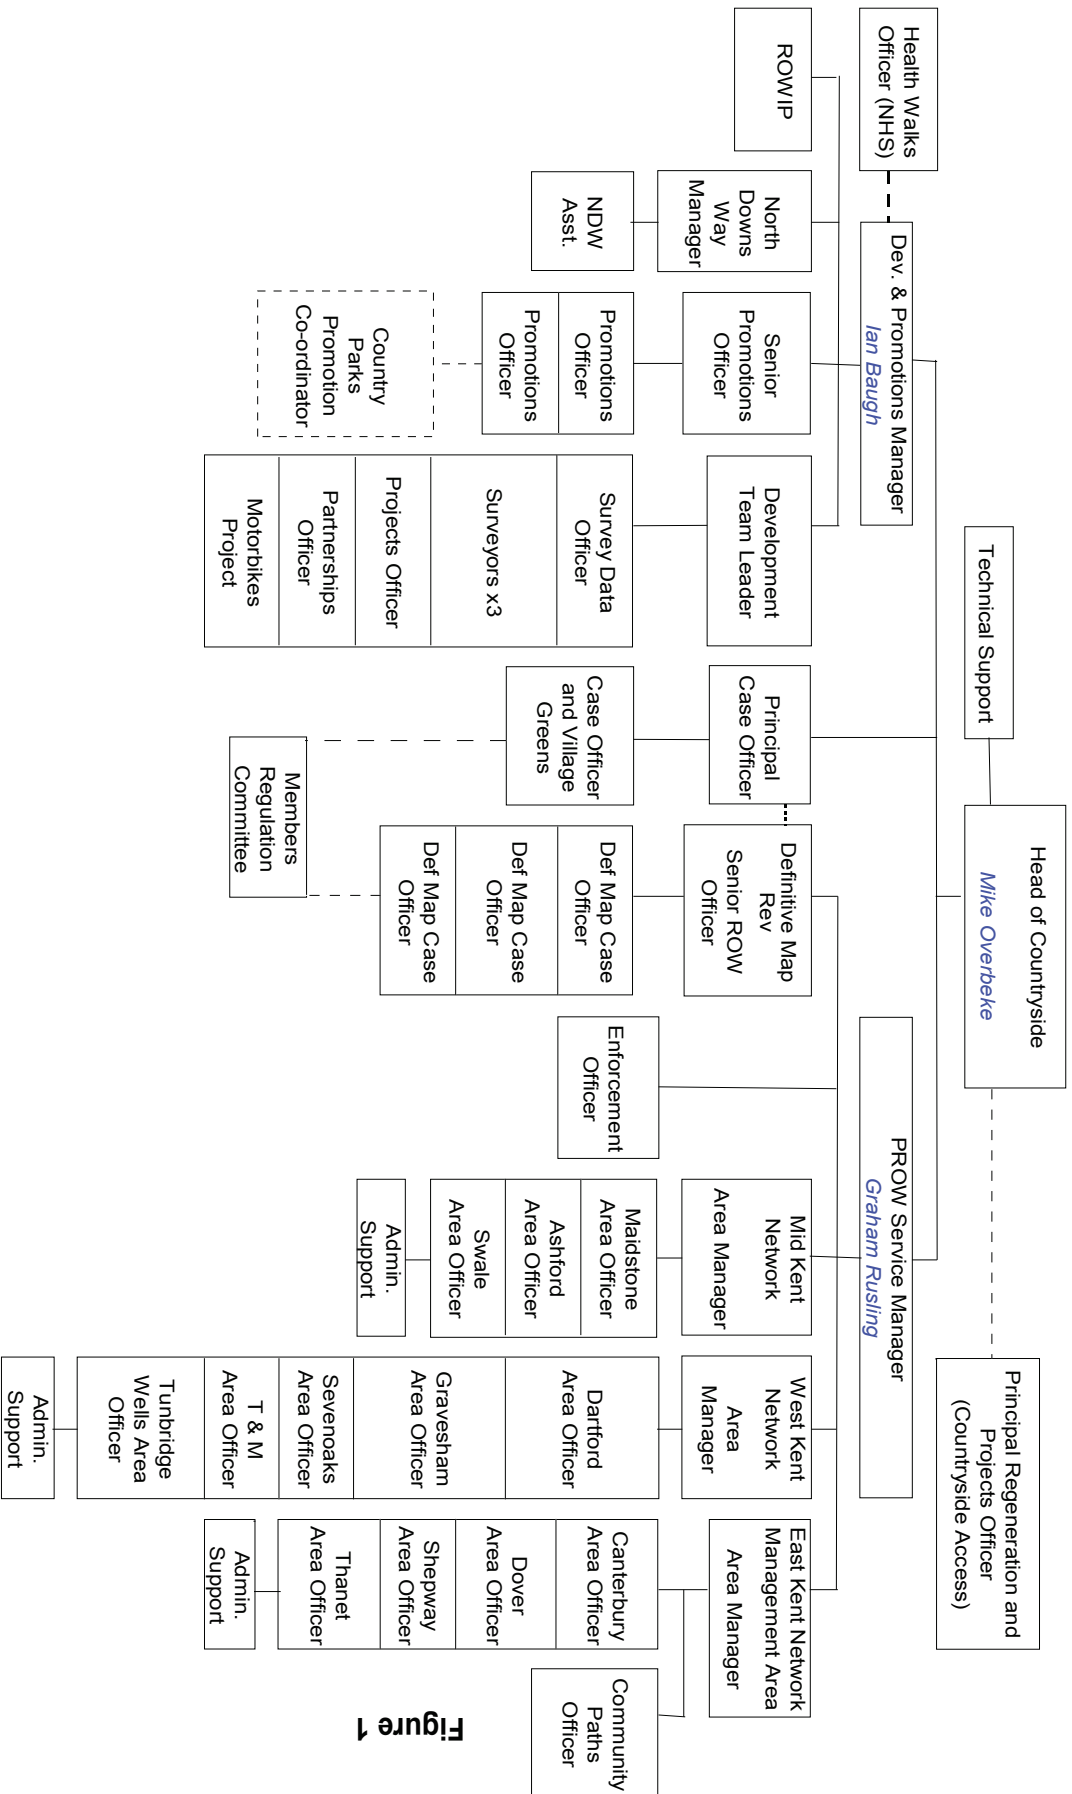 Head of Countryside
Mike Overbeke
Technical Support
Principal Regeneration and
Projects Officer
(Countryside Access)
Health Walks
Officer (NHS)
Dev. & Promotions Manager
Ian Baugh
PROW Service Manager
Graham Rusling
ROWIP
North
Downs
Way
Manager
NDW
Asst.
Senior
Promotions
Officer
Promotions
Officer
Promotions
Officer
Country
Parks
Promotion
Co-ordinator
Development
Team Leader
Survey Data
Officer
Surveyors x3
Projects Officer
Partnerships
Officer
Motorbikes
Project
Principal
Case Officer
Case Officer
and Village
Greens
Members
Regulation
Committee
Definitive Map
Rev
Senior ROW
Officer
Def Map Case
Officer
Def Map Case
Officer
Def Map Case
Officer
Enforcement
Officer
Mid Kent
Network
Area Manager
Maidstone
Area Officer
Ashford
Area Officer
Swale
Area Officer
Admin.
Support
West Kent
Network
Area
Manager
Dartford
Area Officer
Gravesham
Area Officer
Sevenoaks
Area Officer
T & M
Area Officer
Tunbridge
Wells Area
Officer
Admin.
Support
East Kent Network
Management Area
Area Manager
Canterbury
Area Officer
Dover
Area Officer
Shepway
Area Officer
Thanet
Area Officer
Admin.
Support
Community
Paths
Officer
Figure 1